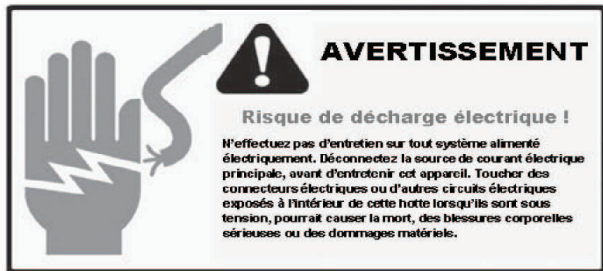 AVERTISSEMENT
Risque de décharge électrique !
N'effectuez pas d'entretien sur tout système alimenté
électriquement. Déconnectez la source de courant électrique
principale, avant d'entretenir cet appareil. Toucher des
connecteurs électriques ou d'autres circuits électriques
exposés à l'intérieur de cette hotte lorsqu'ils sont sous
tension, pourrait causer la mort, des blessures corporelles
sérieuses ou des dommages matériels.